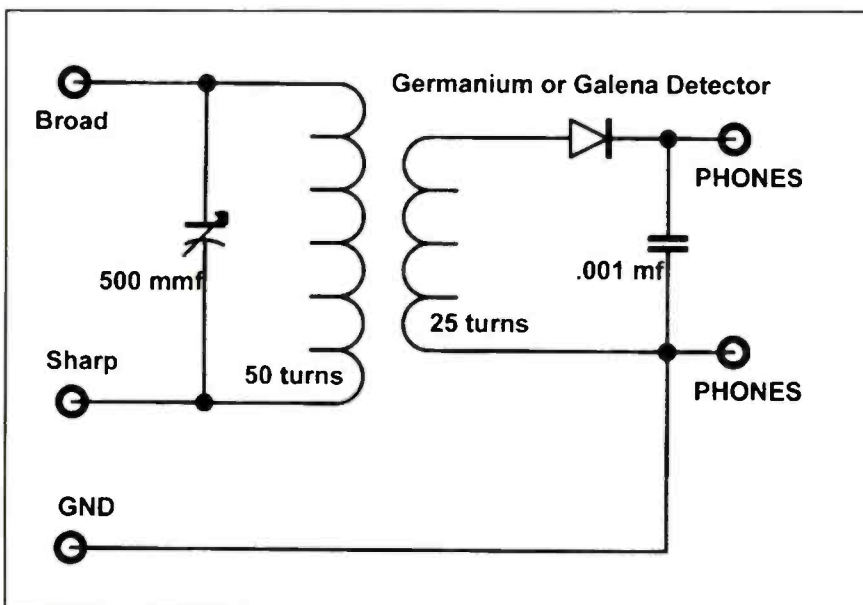 Germanium or Galena Detector
Broad
PHONES
500 mmf
.001 mf
25 turns
Sharp
50 turns
PHONES
GND